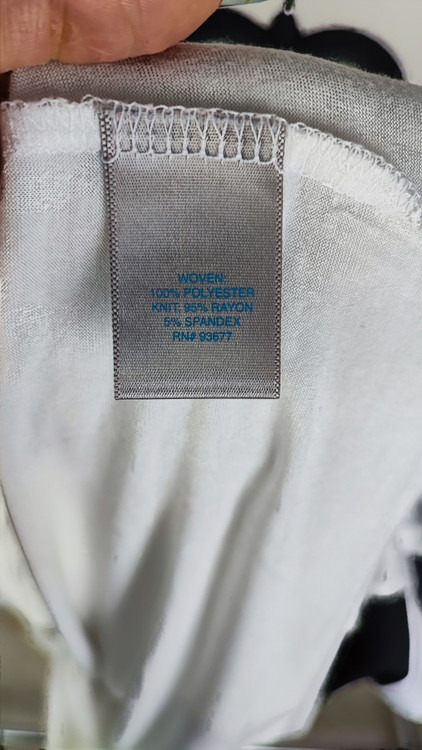 WOVEN:
100% POLYESTER
KNIT: 95% RAYON
5% SPANDEX
RN# 93677